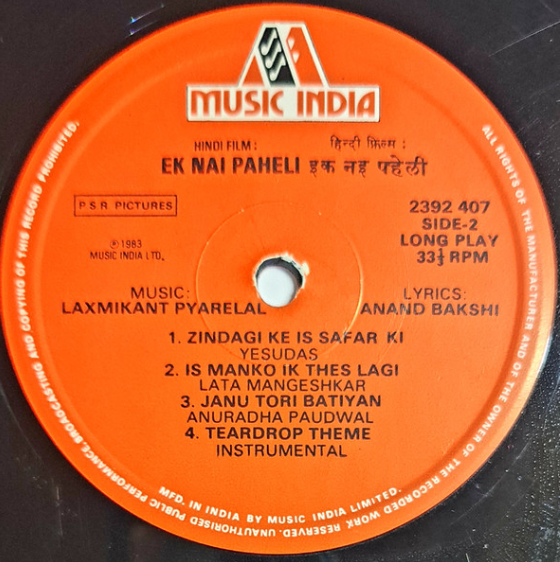 MUSIC INDIA
HINDI FILM : हिन्दी फ़िल्म :
EK NAI PAHELI इक नइ पहेली
P S R PICTURES
2392 407
SIDE-2
LONG PLAY
33⅓ RPM
℗ 1983
MUSIC INDIA LTD.
MUSIC:
LAXMIKANT PYARELAL
LYRICS:
ANAND BAKSHI
1. ZINDAGI KE IS SAFAR KI
YESUDAS
2. IS MANKO IK THES LAGI
LATA MANGESHKAR
3. JANU TORI BATIYAN
ANURADHA PAUDWAL
4. TEARDROP THEME
INSTRUMENTAL
MFD. IN INDIA BY MUSIC INDIA LIMITED.
ALL RIGHTS OF THE MANUFACTURER AND OF THE OWNER OF THE RECORDED WORK RESERVED. UNAUTHORISED PUBLIC PERFORMANCE, BROADCASTING AND COPYING OF THIS RECORD PROHIBITED.